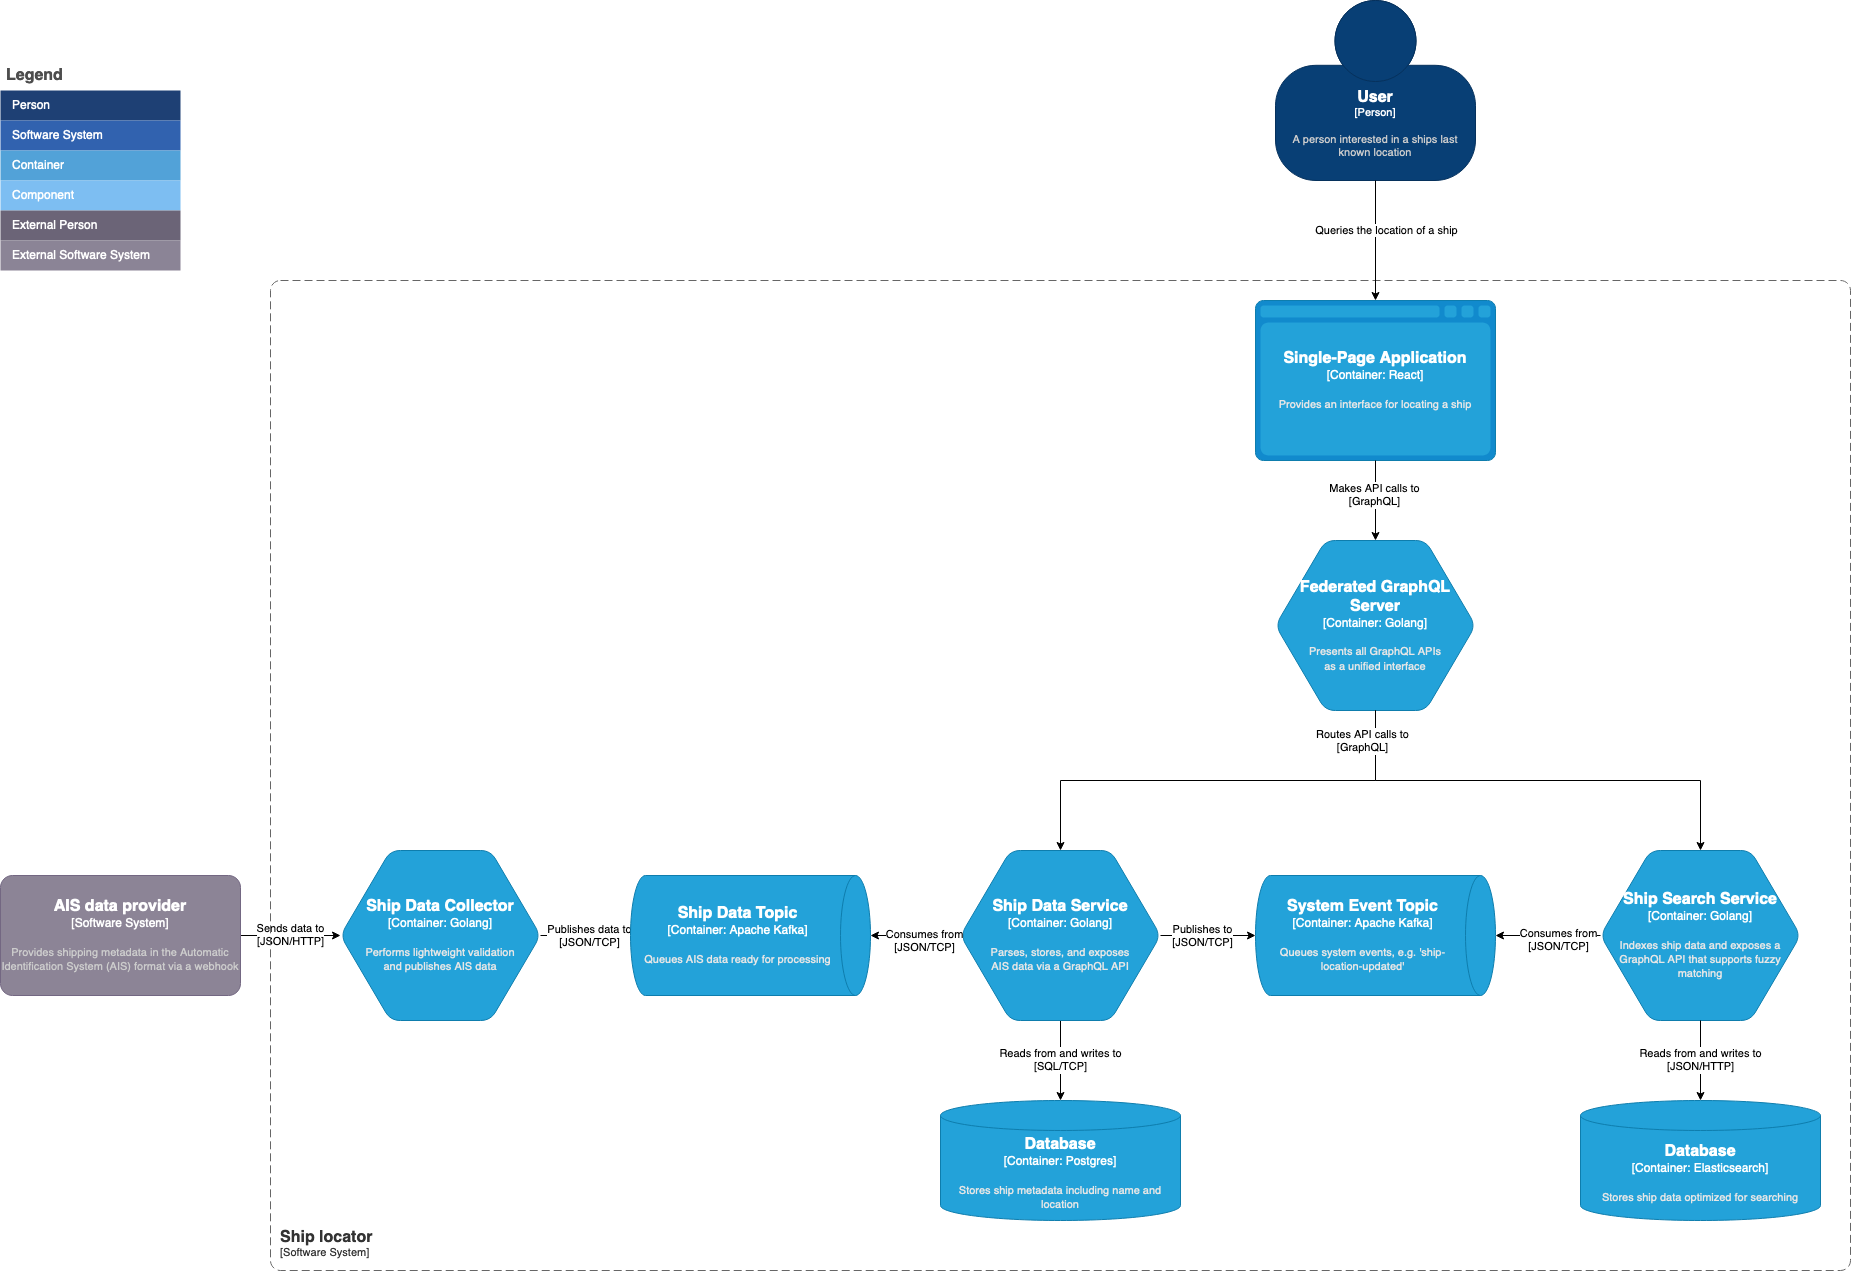 User
[Person]
A person interested in a ships last
known location
Legend
Person
Software System
Container
Component
External Person
External Software System
Queries the location of a ship
Single-Page Application
[Container: React]
Provides an interface for locating a ship
Makes API calls to
[GraphQL]
Federated GraphQL
Server
[Container: Golang]
Presents all GraphQL APIs
as a unified interface
Routes API calls to
[GraphQL]
AIS data provider
[Software System]
Provides shipping metadata in the Automatic
Identification System (AIS) format via a webhook
Sends data to
[JSON/HTTP]
Ship Data Collector
[Container: Golang]
Performs lightweight validation
and publishes AIS data
Publishes data to
[JSON/TCP]
Ship Data Topic
[Container: Apache Kafka]
Queues AIS data ready for processing
Consumes from
[JSON/TCP]
Ship Data Service
[Container: Golang]
Parses, stores, and exposes
AIS data via a GraphQL API
Publishes to
[JSON/TCP]
System Event Topic
[Container: Apache Kafka]
Queues system events, e.g. 'ship-
location-updated'
Consumes from
[JSON/TCP]
Ship Search Service
[Container: Golang]
Indexes ship data and exposes a
GraphQL API that supports fuzzy
matching
Reads from and writes to
[SQL/TCP]
Reads from and writes to
[JSON/HTTP]
Database
[Container: Postgres]
Stores ship metadata including name and
location
Database
[Container: Elasticsearch]
Stores ship data optimized for searching
Ship locator
[Software System]